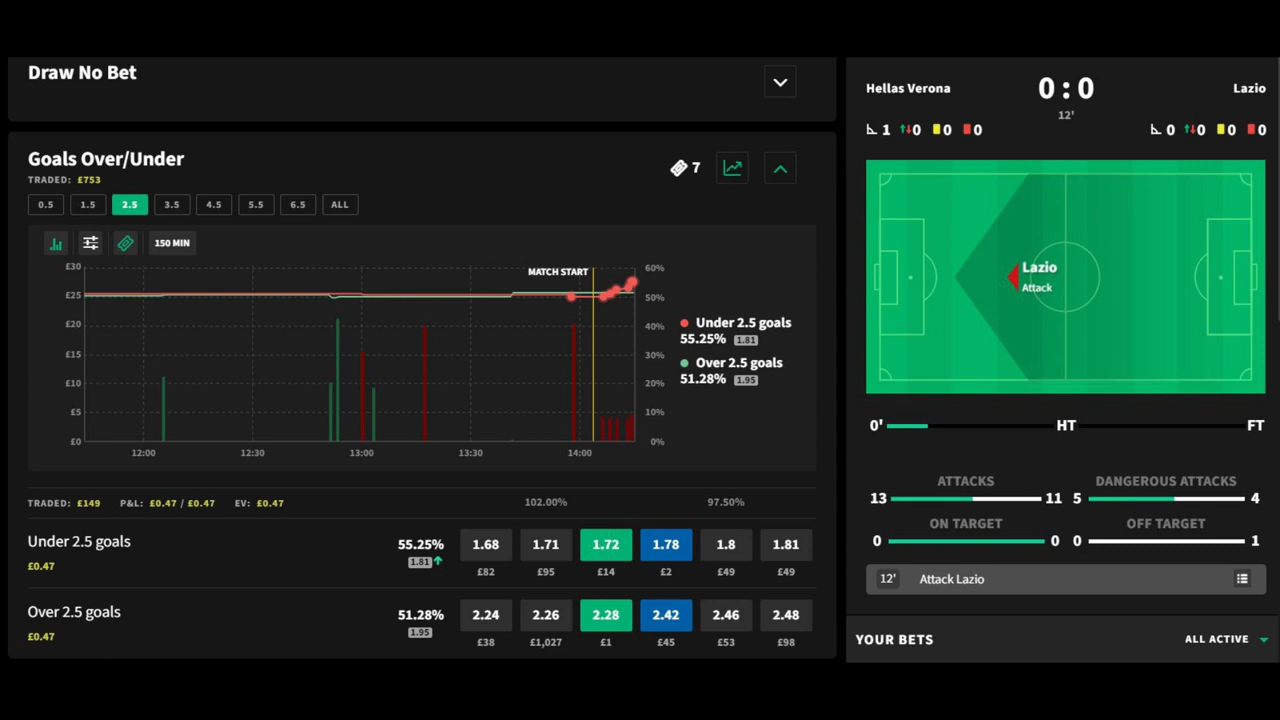 Draw No Bet
Goals Over/Under
TRADED: £753
7
0.5 1.5 2.5 3.5 4.5 5.5 6.5 ALL
150 MIN
MATCH START
£30 60%
£25 50%
£20 40%
£15 30%
£10 20%
£5 10%
£0 0%
12:00 12:30 13:00 13:30 14:00
Under 2.5 goals
55.25% 1.81
Over 2.5 goals
51.28% 1.95
TRADED: £149 P&L: £0.47 / £0.47 EV: £0.47 102.00% 97.50%
Under 2.5 goals
£0.47
55.25%
1.81
1.68 1.71 1.72 1.78 1.8 1.81
£82 £95 £14 £2 £49 £49
Over 2.5 goals
£0.47
51.28%
1.95
2.24 2.26 2.28 2.42 2.46 2.48
£38 £1,027 £1 £45 £53 £98
Hellas Verona 0 : 0 Lazio
12'
1 0 0 0 0 0 0 0
Lazio
Attack
0' HT FT
ATTACKS
13 11
DANGEROUS ATTACKS
5 4
ON TARGET
0 0
OFF TARGET
0 1
12' Attack Lazio
YOUR BETS ALL ACTIVE